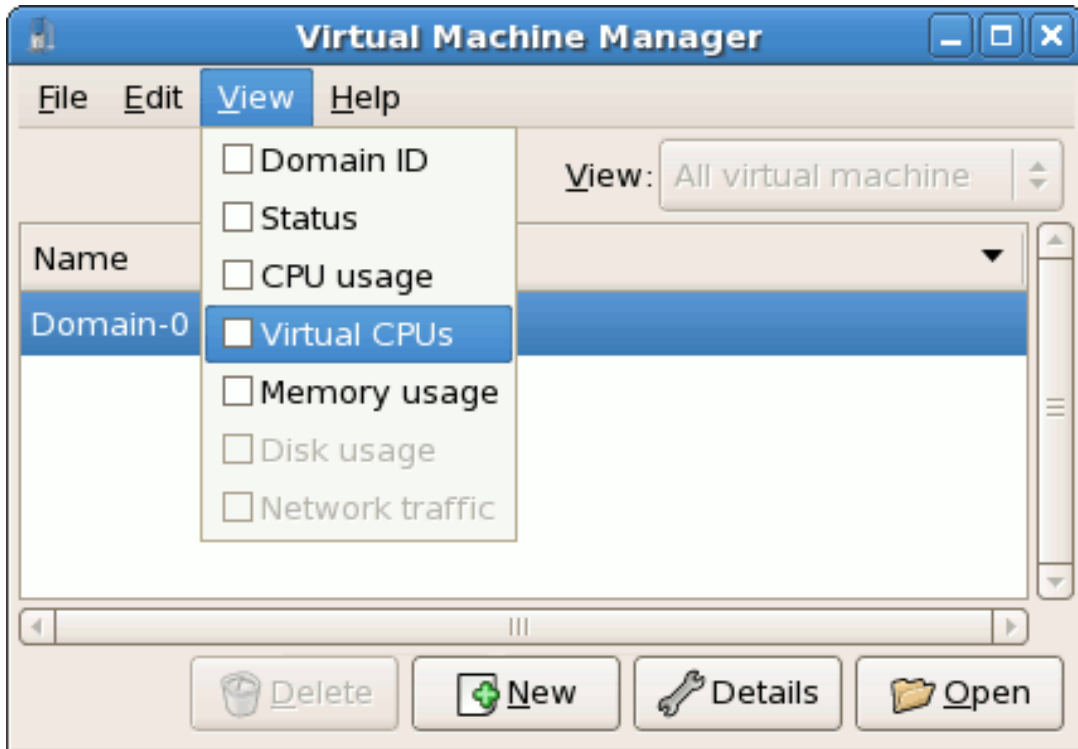 Virtual Machine Manager
File Edit View Help
Domain ID
View: All virtual machine
Status
Name
CPU usage
Domain-0
Virtual CPUs
Memory usage
Disk usage
Network traffic
Delete New Details Open